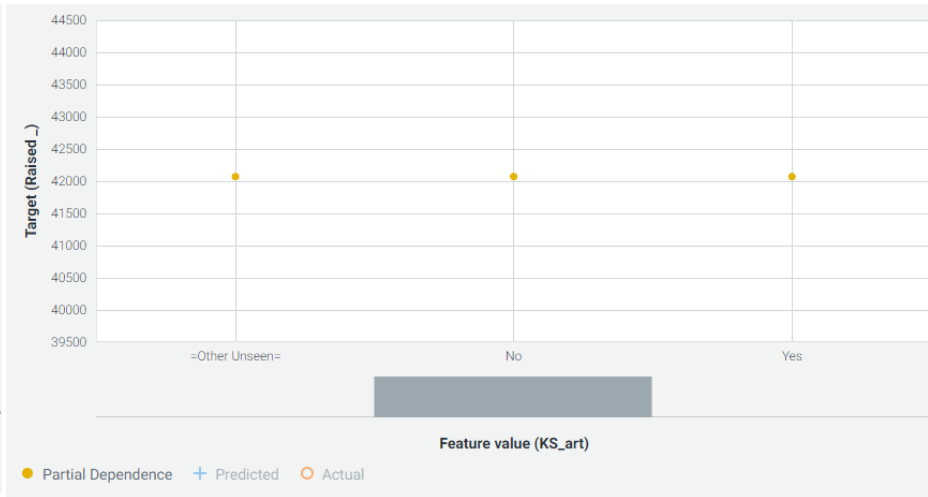 44500
44000
43500
43000
42500
42000
41500
41000
40500
40000
39500
Target (Raised _)
=Other Unseen= No Yes
Feature value (KS_art)
Partial Dependence Predicted Actual